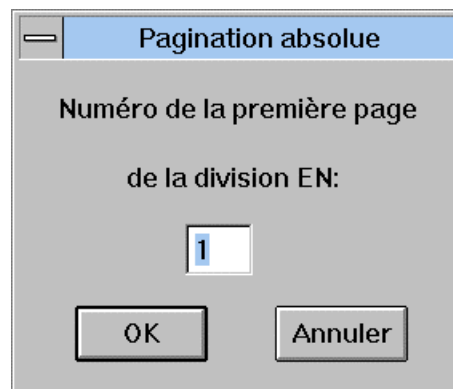 Pagination absolue
Numéro de la première page
de la division EN:
1
OK Annuler